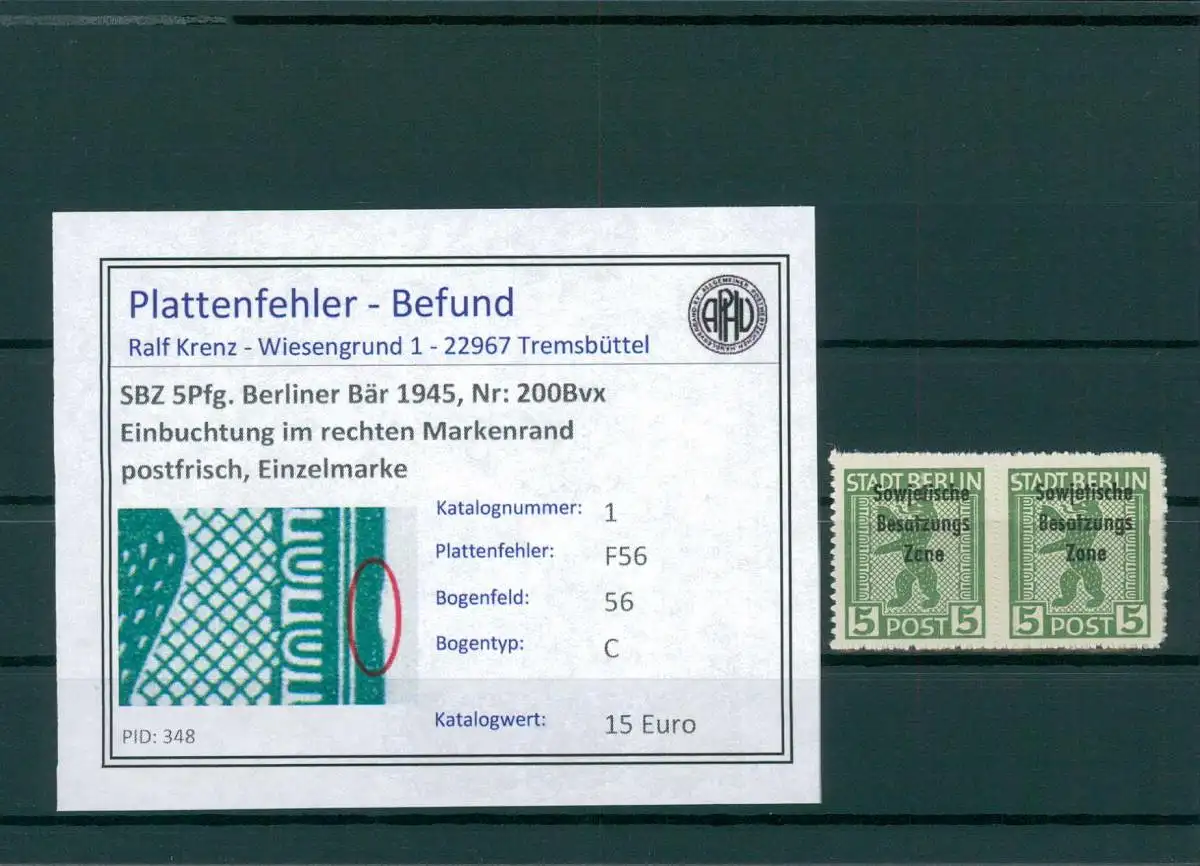 Plattenfehler - Befund
Ralf Krenz - Wiesengrund 1 - 22967 Tremsbüttel
APHV
SBZ 5Pfg. Berliner Bär 1945, Nr: 200Bvx
Einbuchtung im rechten Markenrand
postfrisch, Einzelmarke
Katalognummer: 1
Plattenfehler: F56
Bogenfeld: 56
Bogentyp: C
Katalogwert: 15 Euro
PID: 348
STADT BERLIN
Sowjetische
Besatzungs
Zone
5 POST 5
STADT BERLIN
Sowjetische
Besatzungs
Zone
5 POST 5